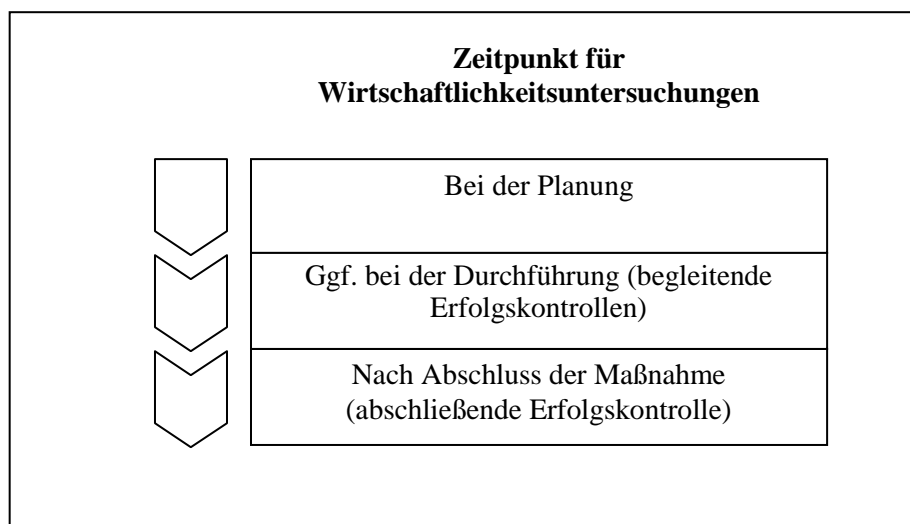 Zeitpunkt für
Wirtschaftlichkeitsuntersuchungen
Bei der Planung
Ggf. bei der Durchführung (begleitende
Erfolgskontrollen)
Nach Abschluss der Maßnahme
(abschließende Erfolgskontrolle)